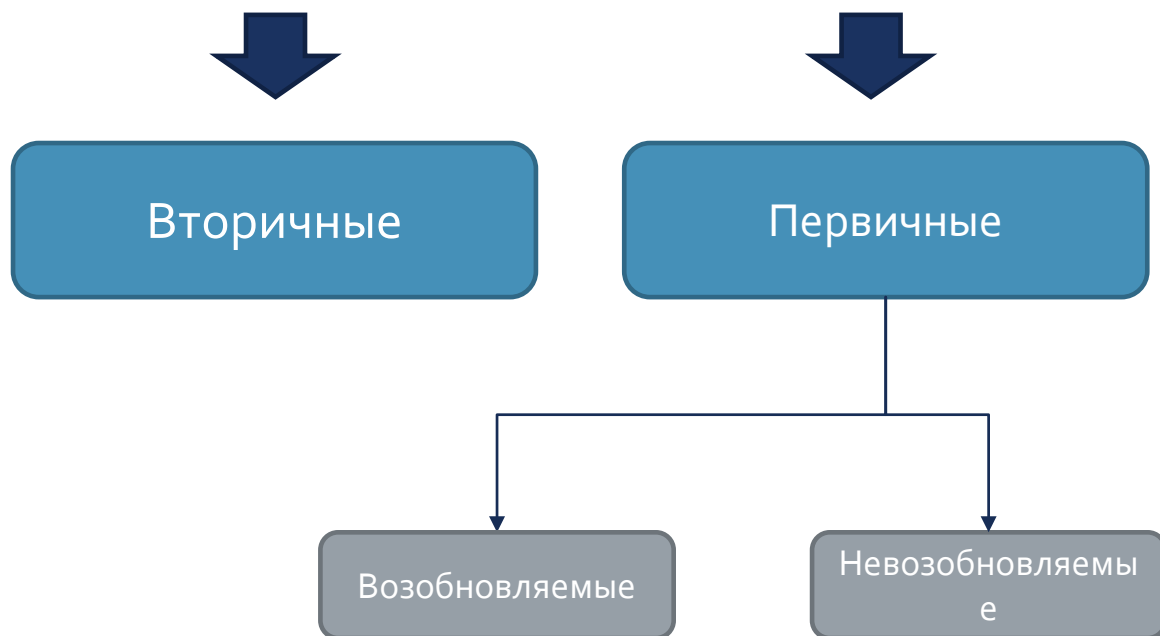 Вторичные
Первичные
Возобновляемые
Невозобновляемы
е